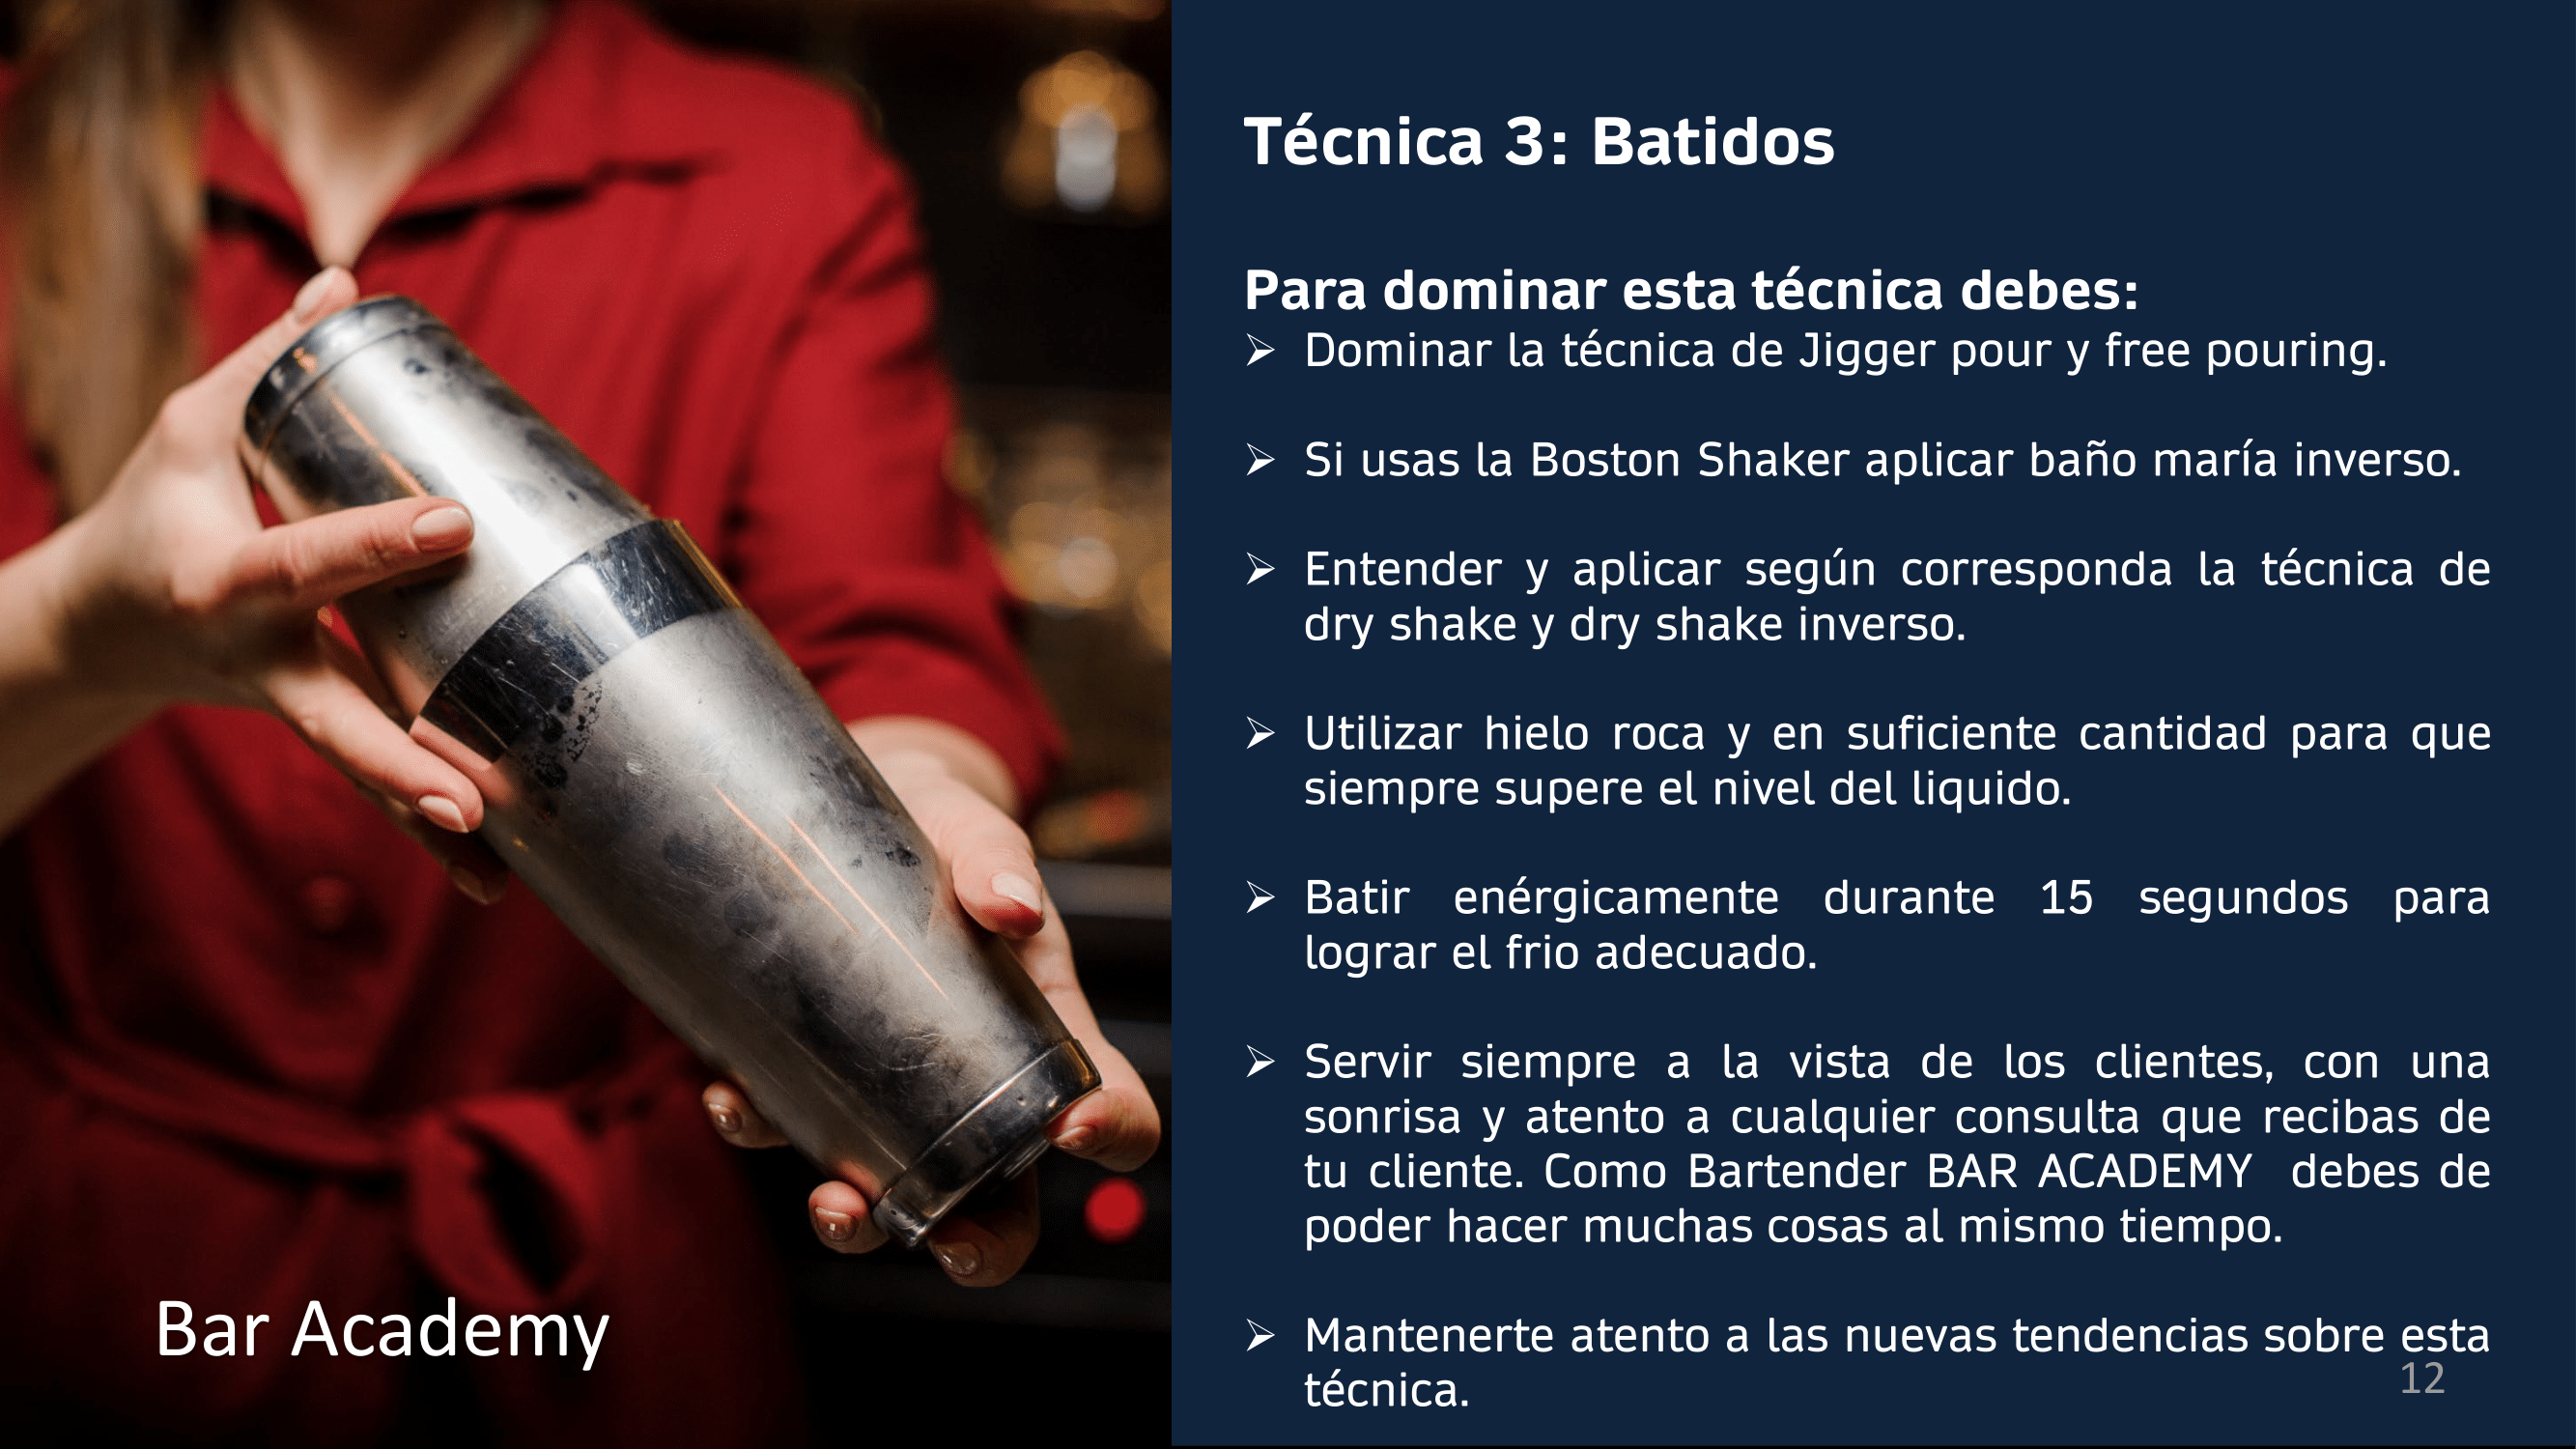 Técnica 3: Batidos
Para dominar esta técnica debes:
➢ Dominar la técnica de Jigger pour y free pouring.
➢ Si usas la Boston Shaker aplicar baño maría inverso.
➢ Entender y aplicar según corresponda la técnica de
dry shake y dry shake inverso.
➢ Utilizar hielo roca y en suficiente cantidad para que
siempre supere el nivel del liquido.
➢ Batir enérgicamente durante 15 segundos para
lograr el frio adecuado.
➢ Servir siempre a la vista de los clientes, con una
sonrisa y atento a cualquier consulta que recibas de
tu cliente. Como Bartender BAR ACADEMY debes de
poder hacer muchas cosas al mismo tiempo.
➢ Mantenerte atento a las nuevas tendencias sobre esta
técnica.
Bar Academy
12